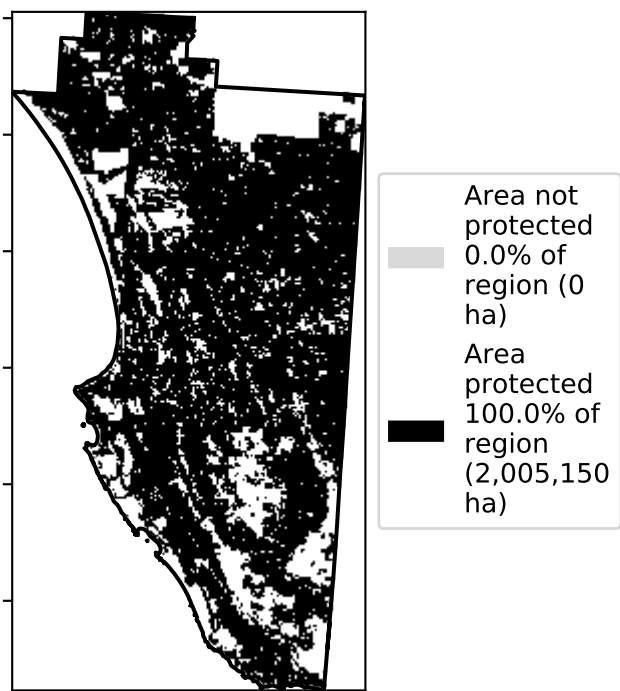 Area not
protected
0.0% of
region (0
ha)
Area
protected
100.0% of
region
(2,005,150
ha)